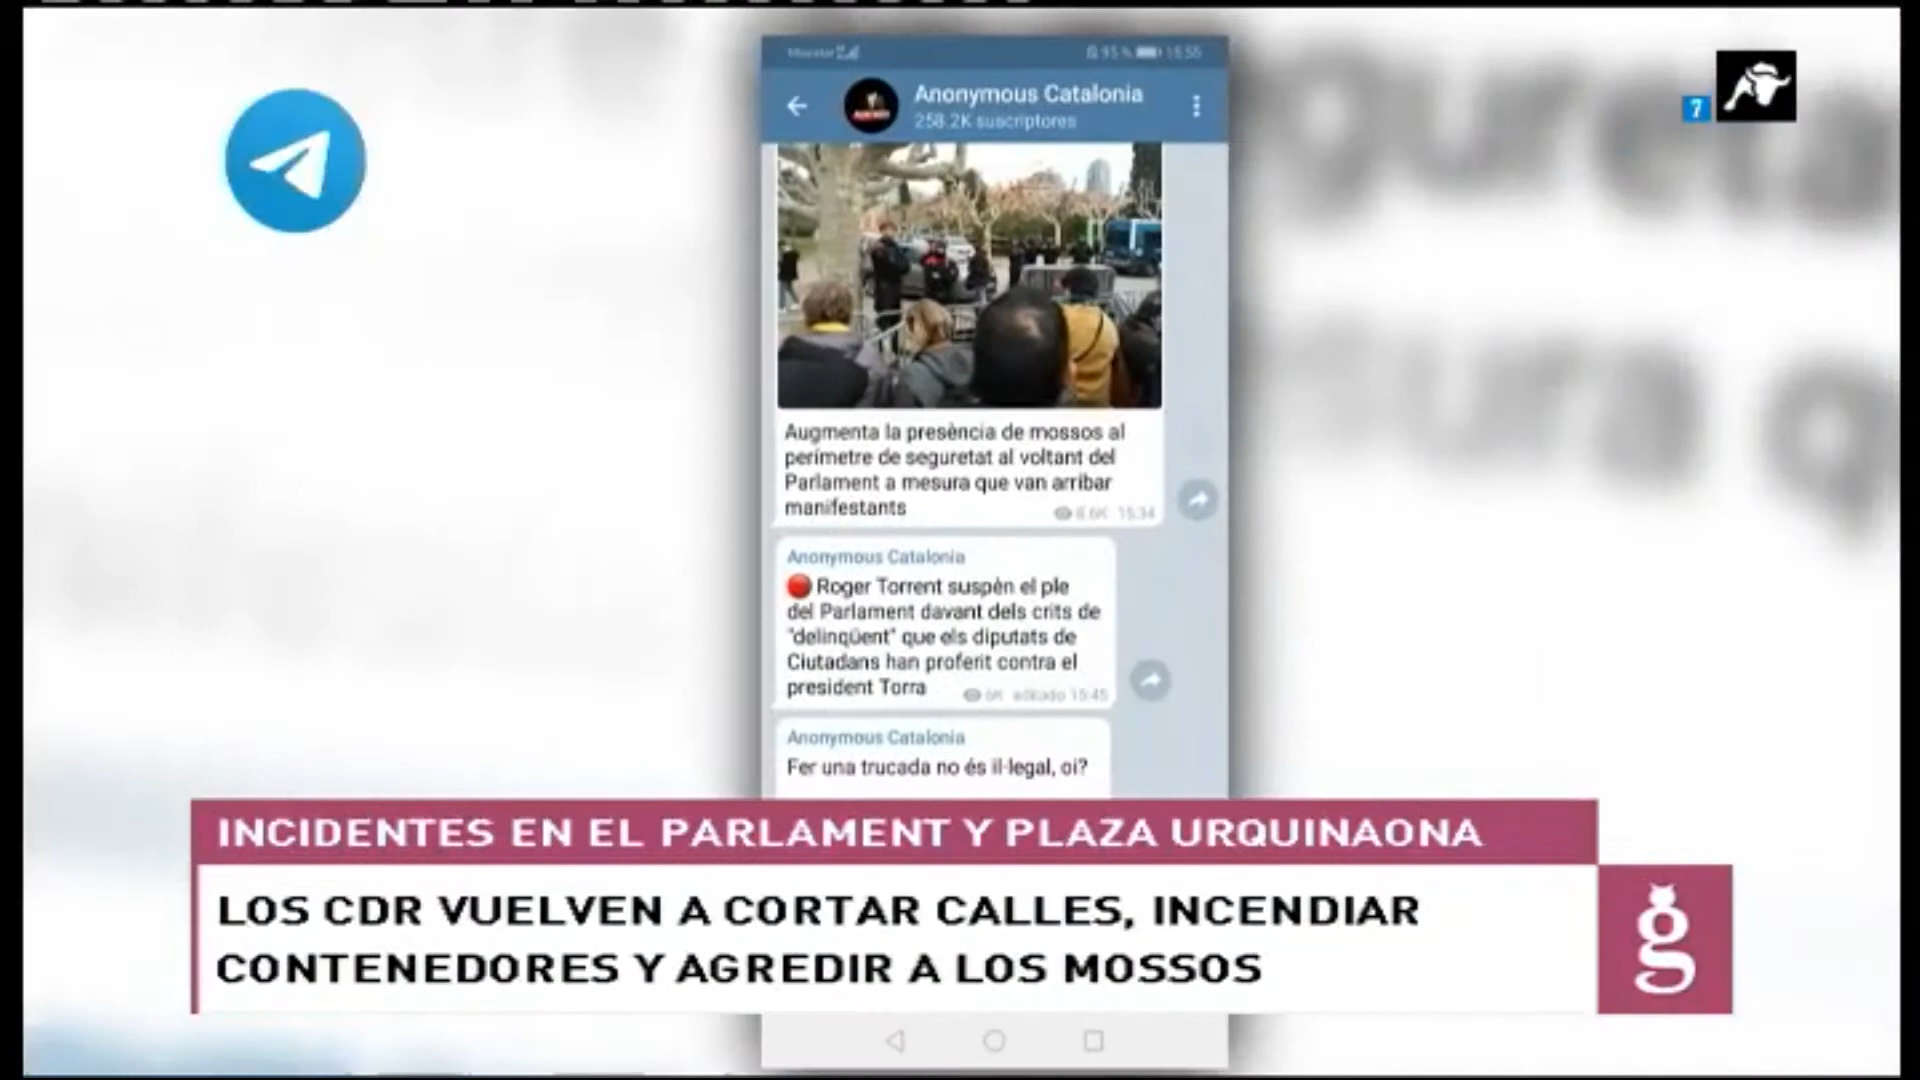 95 % 15:55
Anonymous Catalonia
258.2K suscriptores
7
Augmenta la presència de mossos al
perímetre de seguretat al voltant del
Parlament a mesura que van arribar
manifestants
15:34
Anonymous Catalonia
Roger Torrent suspèn el ple
del Parlament davant dels crits de
"delinqüent" que els diputats de
Ciutadans han proferit contra el
president Torra
6K editado 15:45
Anonymous Catalonia
Fer una trucada no és il·legal, oi?
INCIDENTES EN EL PARLAMENT Y PLAZA URQUINAONA
LOS CDR VUELVEN A CORTAR CALLES, INCENDIAR
CONTENEDORES Y AGREDIR A LOS MOSSOS
g